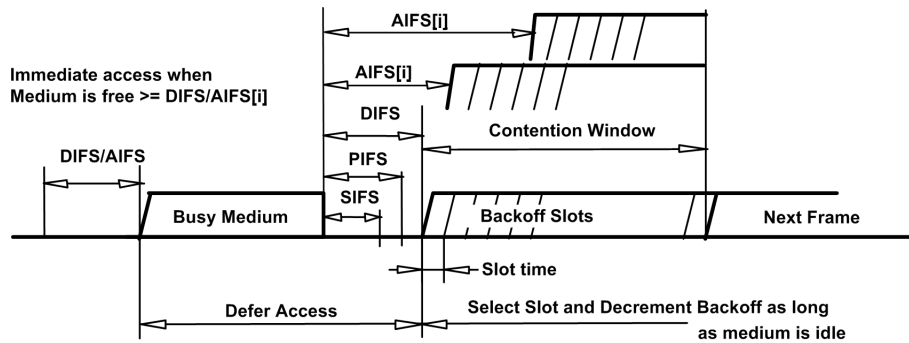 AIFS[i]
AIFS[i]
Immediate access when
Medium is free >= DIFS/AIFS[i]
DIFS
Contention Window
DIFS/AIFS
PIFS
SIFS
Busy Medium
Backoff Slots
Next Frame
Slot time
Defer Access
Select Slot and Decrement Backoff as long
as medium is idle